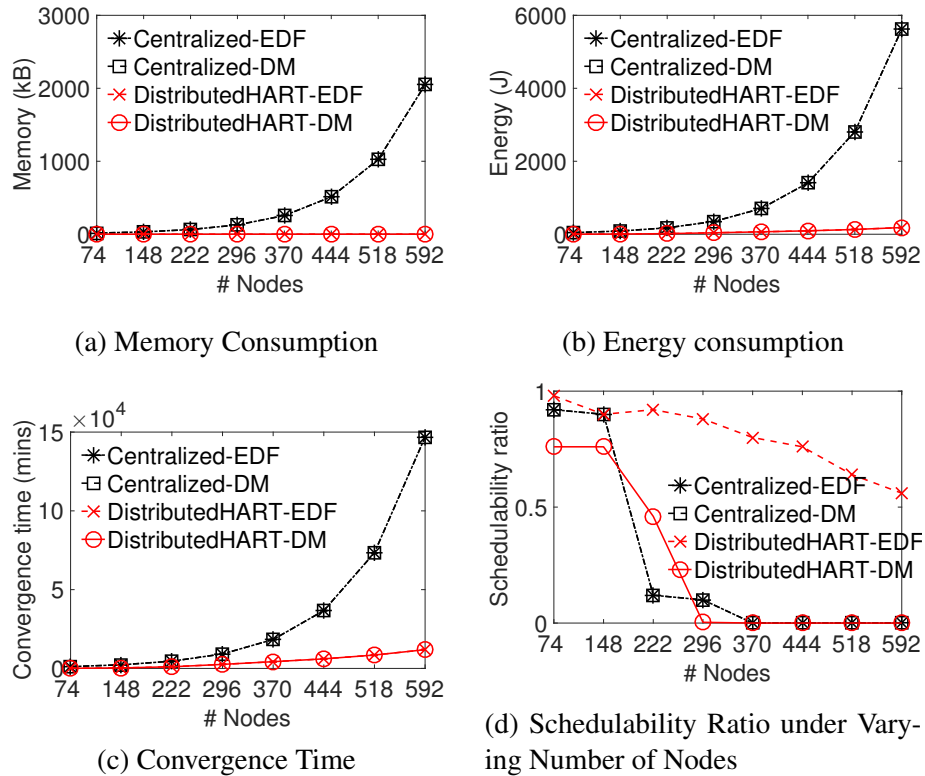 Memory (kB)
3000
2000
1000
0
Centralized-EDF
Centralized-DM
DistributedHART-EDF
DistributedHART-DM
74 148 222 296 370 444 518 592
# Nodes
(a) Memory Consumption
Energy (J)
6000
4000
2000
0
Centralized-EDF
Centralized-DM
DistributedHART-EDF
DistributedHART-DM
74 148 222 296 370 444 518 592
# Nodes
(b) Energy consumption
Convergence time (mins)
× 10^4
15
10
5
0
Centralized-EDF
Centralized-DM
DistributedHART-EDF
DistributedHART-DM
74 148 222 296 370 444 518 592
# Nodes
(c) Convergence Time
Schedulability ratio
1
0.5
0
Centralized-EDF
Centralized-DM
DistributedHART-EDF
DistributedHART-DM
74 148 222 296 370 444 518 592
# Nodes
(d) Schedulability Ratio under Vary-
ing Number of Nodes